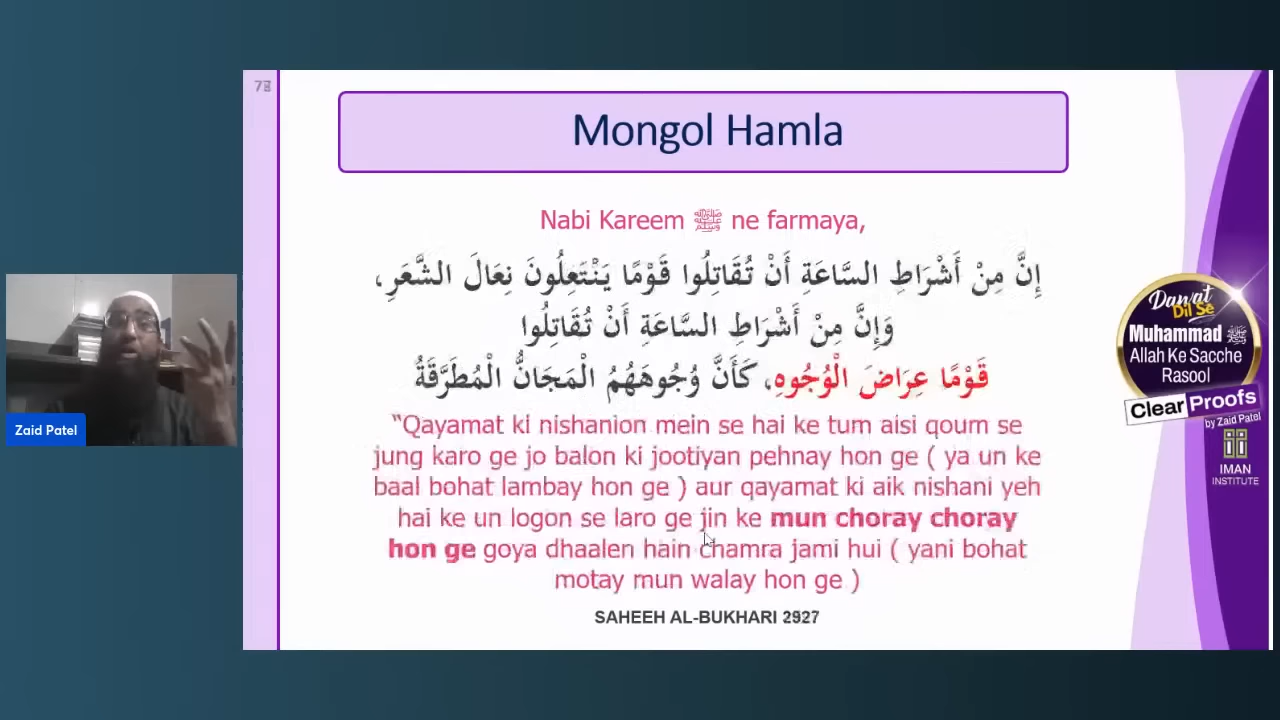 Mongol Hamla
Nabi Kareem ﷺ ne farmaya,
إِنَّ مِنْ أَشْرَاطِ السَّاعَةِ أَنْ تُقَاتِلُوا قَوْمًا يَنْتَعِلُونَ نِعَالَ الشَّعَرِ،
وَإِنَّ مِنْ أَشْرَاطِ السَّاعَةِ أَنْ تُقَاتِلُوا
قَوْمًا عِرَاضَ الْوُجُوهِ، كَأَنَّ وُجُوهَهُمُ الْمَجَانُّ الْمُطَرَّقَةُ
“Qayamat ki nishanion mein se hai ke tum aisi qoum se
jung karo ge jo balon ki jootiyan pehnay hon ge ( ya un ke
baal bohat lambay hon ge ) aur qayamat ki aik nishani yeh
hai ke un logon se laro ge jin ke mun choray choray
hon ge goya dhaalen hain chamra jami hui ( yani bohat
motay mun walay hon ge )
SAHEEH AL-BUKHARI 2927
Zaid Patel
Dawat
Dil Se
Muhammad ﷺ
Allah Ke Sacche
Rasool
Clear Proofs
by Zaid Patel
IMAN
INSTITUTE